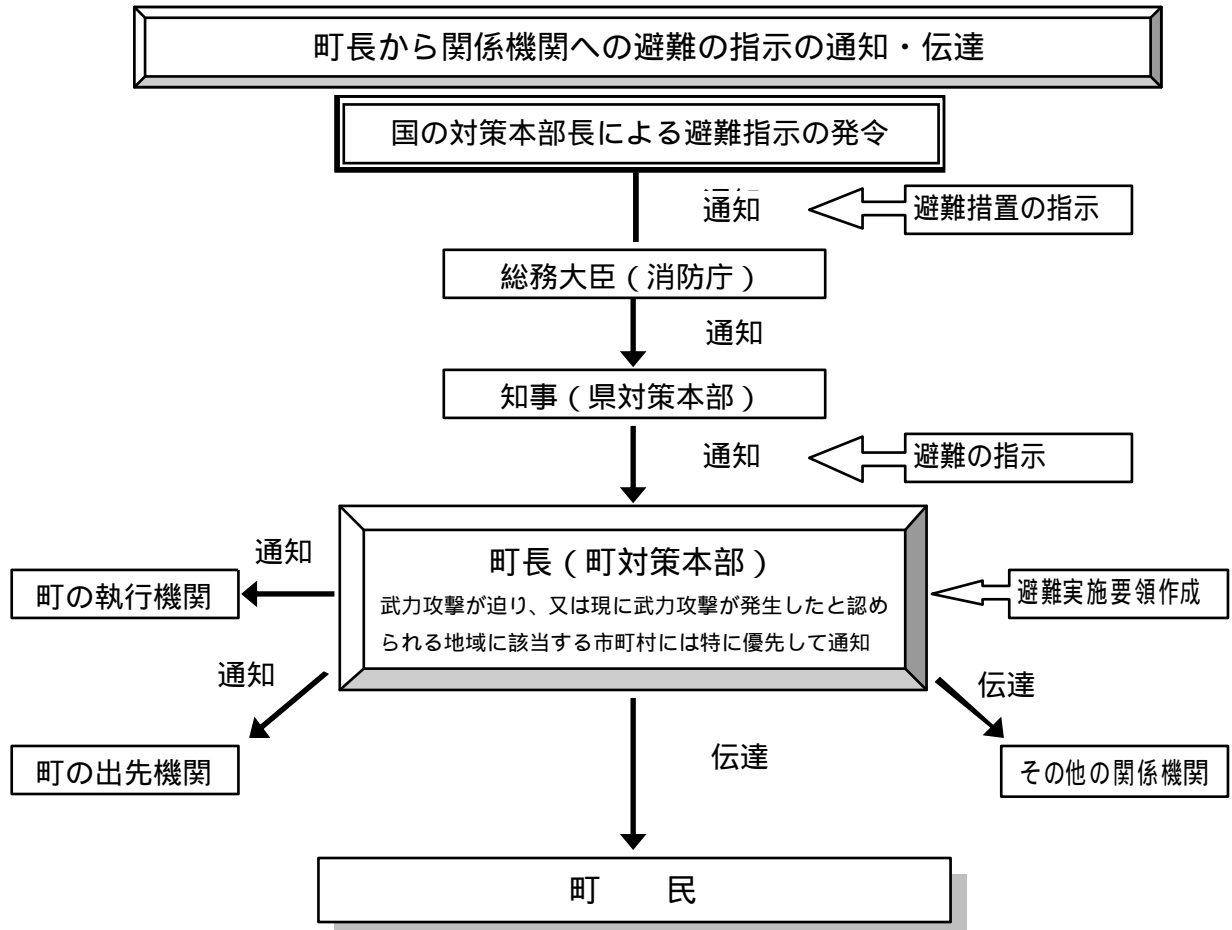 町長から関係機関への避難の指示の通知・伝達
国の対策本部長による避難指示の発令
通知
避難措置の指示
総務大臣（消防庁）
通知
知事（県対策本部）
通知
避難の指示
町長（町対策本部）
武力攻撃が迫り、又は現に武力攻撃が発生したと認め
られる地域に該当する市町村には特に優先して通知
通知
町の執行機関
避難実施要領作成
通知
町の出先機関
伝達
その他の関係機関
伝達
町　　民